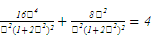 16□⁴/□²(1+2□²)² + 8□²/□²(1+2□²)² = 4